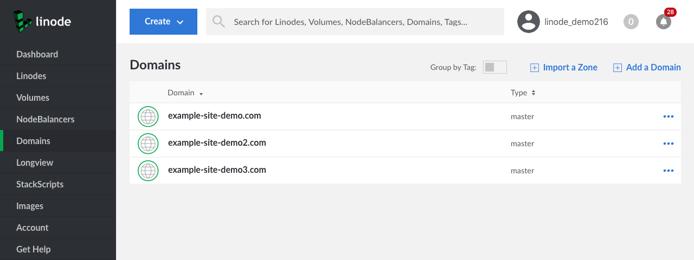 linode
Create
Search for Linodes, Volumes, NodeBalancers, Domains, Tags...
linode_demo216
0
28
Dashboard
Linodes
Volumes
NodeBalancers
Domains
Longview
StackScripts
Images
Account
Get Help
Domains
Group by Tag:
Import a Zone
Add a Domain
Domain
Type
example-site-demo.com
master
example-site-demo2.com
master
example-site-demo3.com
master